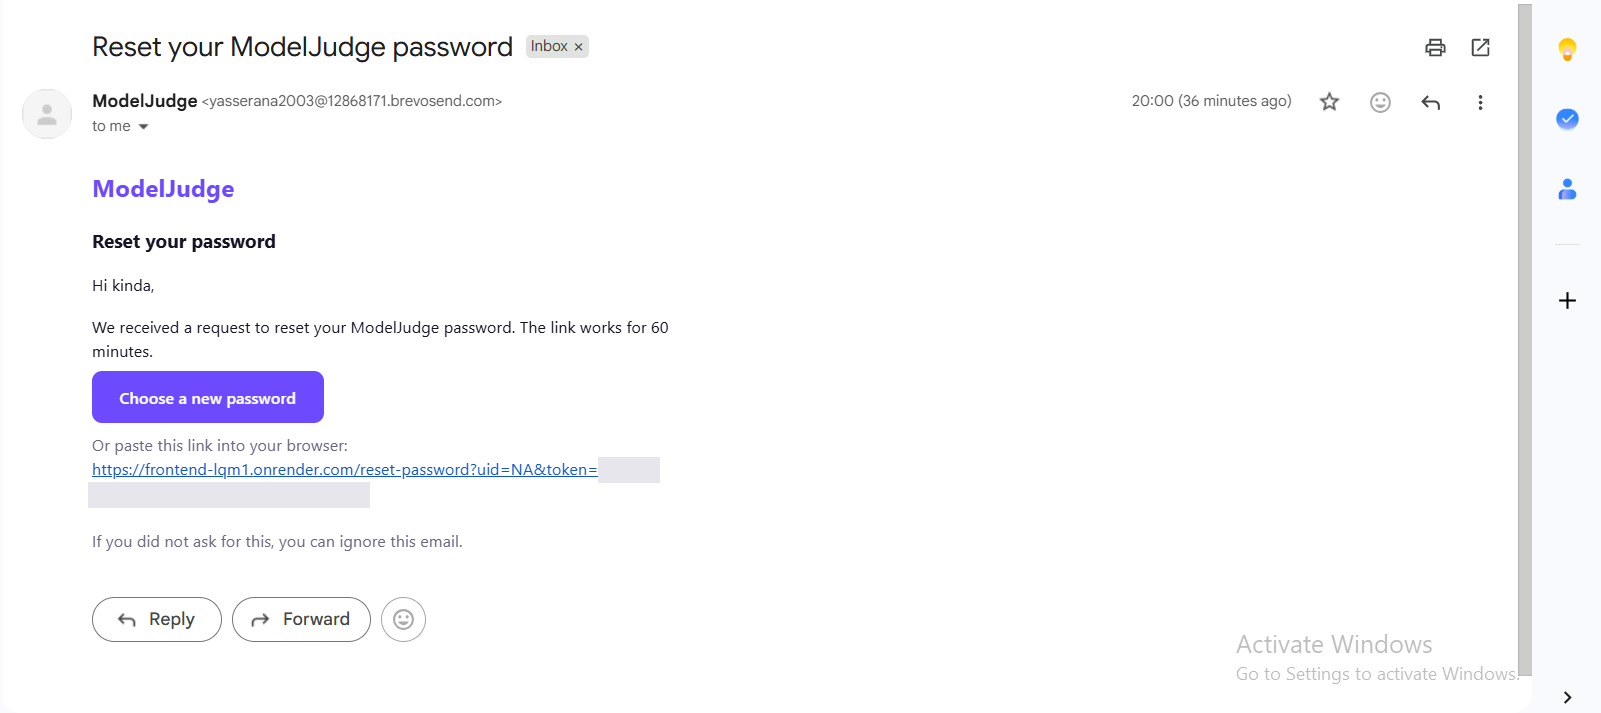 Reset your ModelJudge password Inbox ×
ModelJudge <yasserana2003@12868171.brevosend.com> 20:00 (36 minutes ago)
to me
ModelJudge
Reset your password
Hi kinda,
We received a request to reset your ModelJudge password. The link works for 60
minutes.
Choose a new password
Or paste this link into your browser:
https://frontend-lqm1.onrender.com/reset-password?uid=NA&token=
If you did not ask for this, you can ignore this email.
Reply Forward
Activate Windows
Go to Settings to activate Windows.